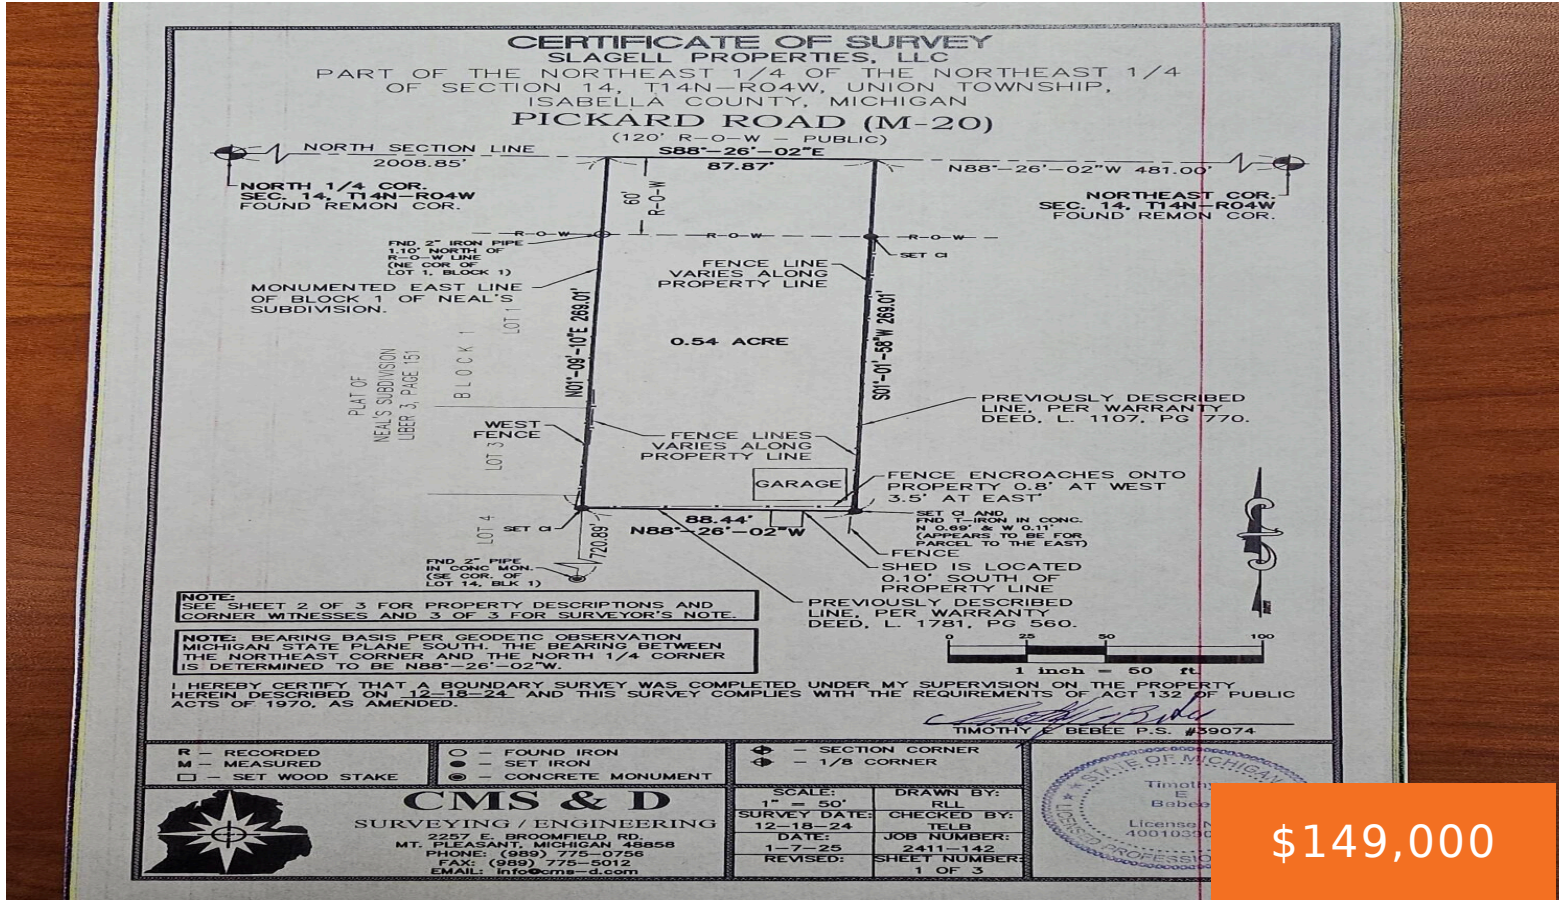 CERTIFICATE OF SURVEY
SLAGELL PROPERTIES, LLC
PART OF THE NORTHEAST 1/4 OF THE NORTHEAST 1/4
OF SECTION 14, T14N-R04W, UNION TOWNSHIP,
ISABELLA COUNTY, MICHIGAN
PICKARD ROAD (M-20)
(120' R-O-W - PUBLIC)
NORTH SECTION LINE
2008.85'
S88°-26'-02"E
87.87'
N88°-26'-02"W 481.00'
NORTH 1/4 COR.
SEC. 14, T14N-R04W
FOUND REMON COR.
NORTHEAST COR.
SEC. 14, T14N-R04W
FOUND REMON COR.
60'
R-O-W
R-O-W
R-O-W
R-O-W
FND 2" IRON PIPE
1.10' NORTH OF
R-O-W LINE
(NE COR OF
LOT 1, BLOCK 1)
SET CI
FENCE LINE
VARIES ALONG
PROPERTY LINE
MONUMENTED EAST LINE
OF BLOCK 1 OF NEAL'S
SUBDIVISION.
N01°-09'-10"E 269.01'
S01°-01'-58"W 269.01'
LOT 1
BLOCK 1
PLAT OF
NEAL'S SUBDIVISION
LIBER 3, PAGE 151
0.54 ACRE
PREVIOUSLY DESCRIBED
LINE, PER WARRANTY
DEED, L. 1107, PG 770.
WEST
FENCE
LOT 3
FENCE LINES
VARIES ALONG
PROPERTY LINE
GARAGE
FENCE ENCROACHES ONTO
PROPERTY 0.8' AT WEST
3.5' AT EAST
LOT 4
SET CI
88.44'
N88°-26'-02"W
720.89'
SET CI AND
FND T-IRON IN CONC.
N 0.69' & W 0.11'
(APPEARS TO BE FOR
PARCEL TO THE EAST)
FENCE
SHED IS LOCATED
0.10' SOUTH OF
PROPERTY LINE
FND 2" PIPE
IN CONC MON.
(SE COR. OF
LOT 14, BLK 1)
PREVIOUSLY DESCRIBED
LINE, PER WARRANTY
DEED, L. 1781, PG 560.
NOTE:
SEE SHEET 2 OF 3 FOR PROPERTY DESCRIPTIONS AND
CORNER WITNESSES AND 3 OF 3 FOR SURVEYOR'S NOTE.
NOTE: BEARING BASIS PER GEODETIC OBSERVATION
MICHIGAN STATE PLANE SOUTH. THE BEARING BETWEEN
THE NORTHEAST CORNER AND THE NORTH 1/4 CORNER
IS DETERMINED TO BE N88°-26'-02"W.
0 25 50 100
1 inch = 50 ft
I HEREBY CERTIFY THAT A BOUNDARY SURVEY WAS COMPLETED UNDER MY SUPERVISION ON THE PROPERTY
HEREIN DESCRIBED ON 12-18-24 AND THIS SURVEY COMPLIES WITH THE REQUIREMENTS OF ACT 132 OF PUBLIC
ACTS OF 1970, AS AMENDED.
TIMOTHY E BEBEE P.S. #39074
R - RECORDED
M - MEASURED
- SET WOOD STAKE
- FOUND IRON
- SET IRON
- CONCRETE MONUMENT
- SECTION CORNER
- 1/8 CORNER
CMS & D
SURVEYING / ENGINEERING
2257 E. BROOMFIELD RD.
MT. PLEASANT, MICHIGAN 48858
PHONE: (989) 775-0756
FAX: (989) 775-5012
EMAIL: info@cms-d.com
SCALE:
1" = 50'
DRAWN BY:
RLL
SURVEY DATE:
12-18-24
CHECKED BY:
TELB
DATE:
1-7-25
JOB NUMBER:
2411-142
REVISED:
SHEET NUMBER:
1 OF 3
STATE OF MICHIGAN
Timothy
E
License
LICENSED
$149,000